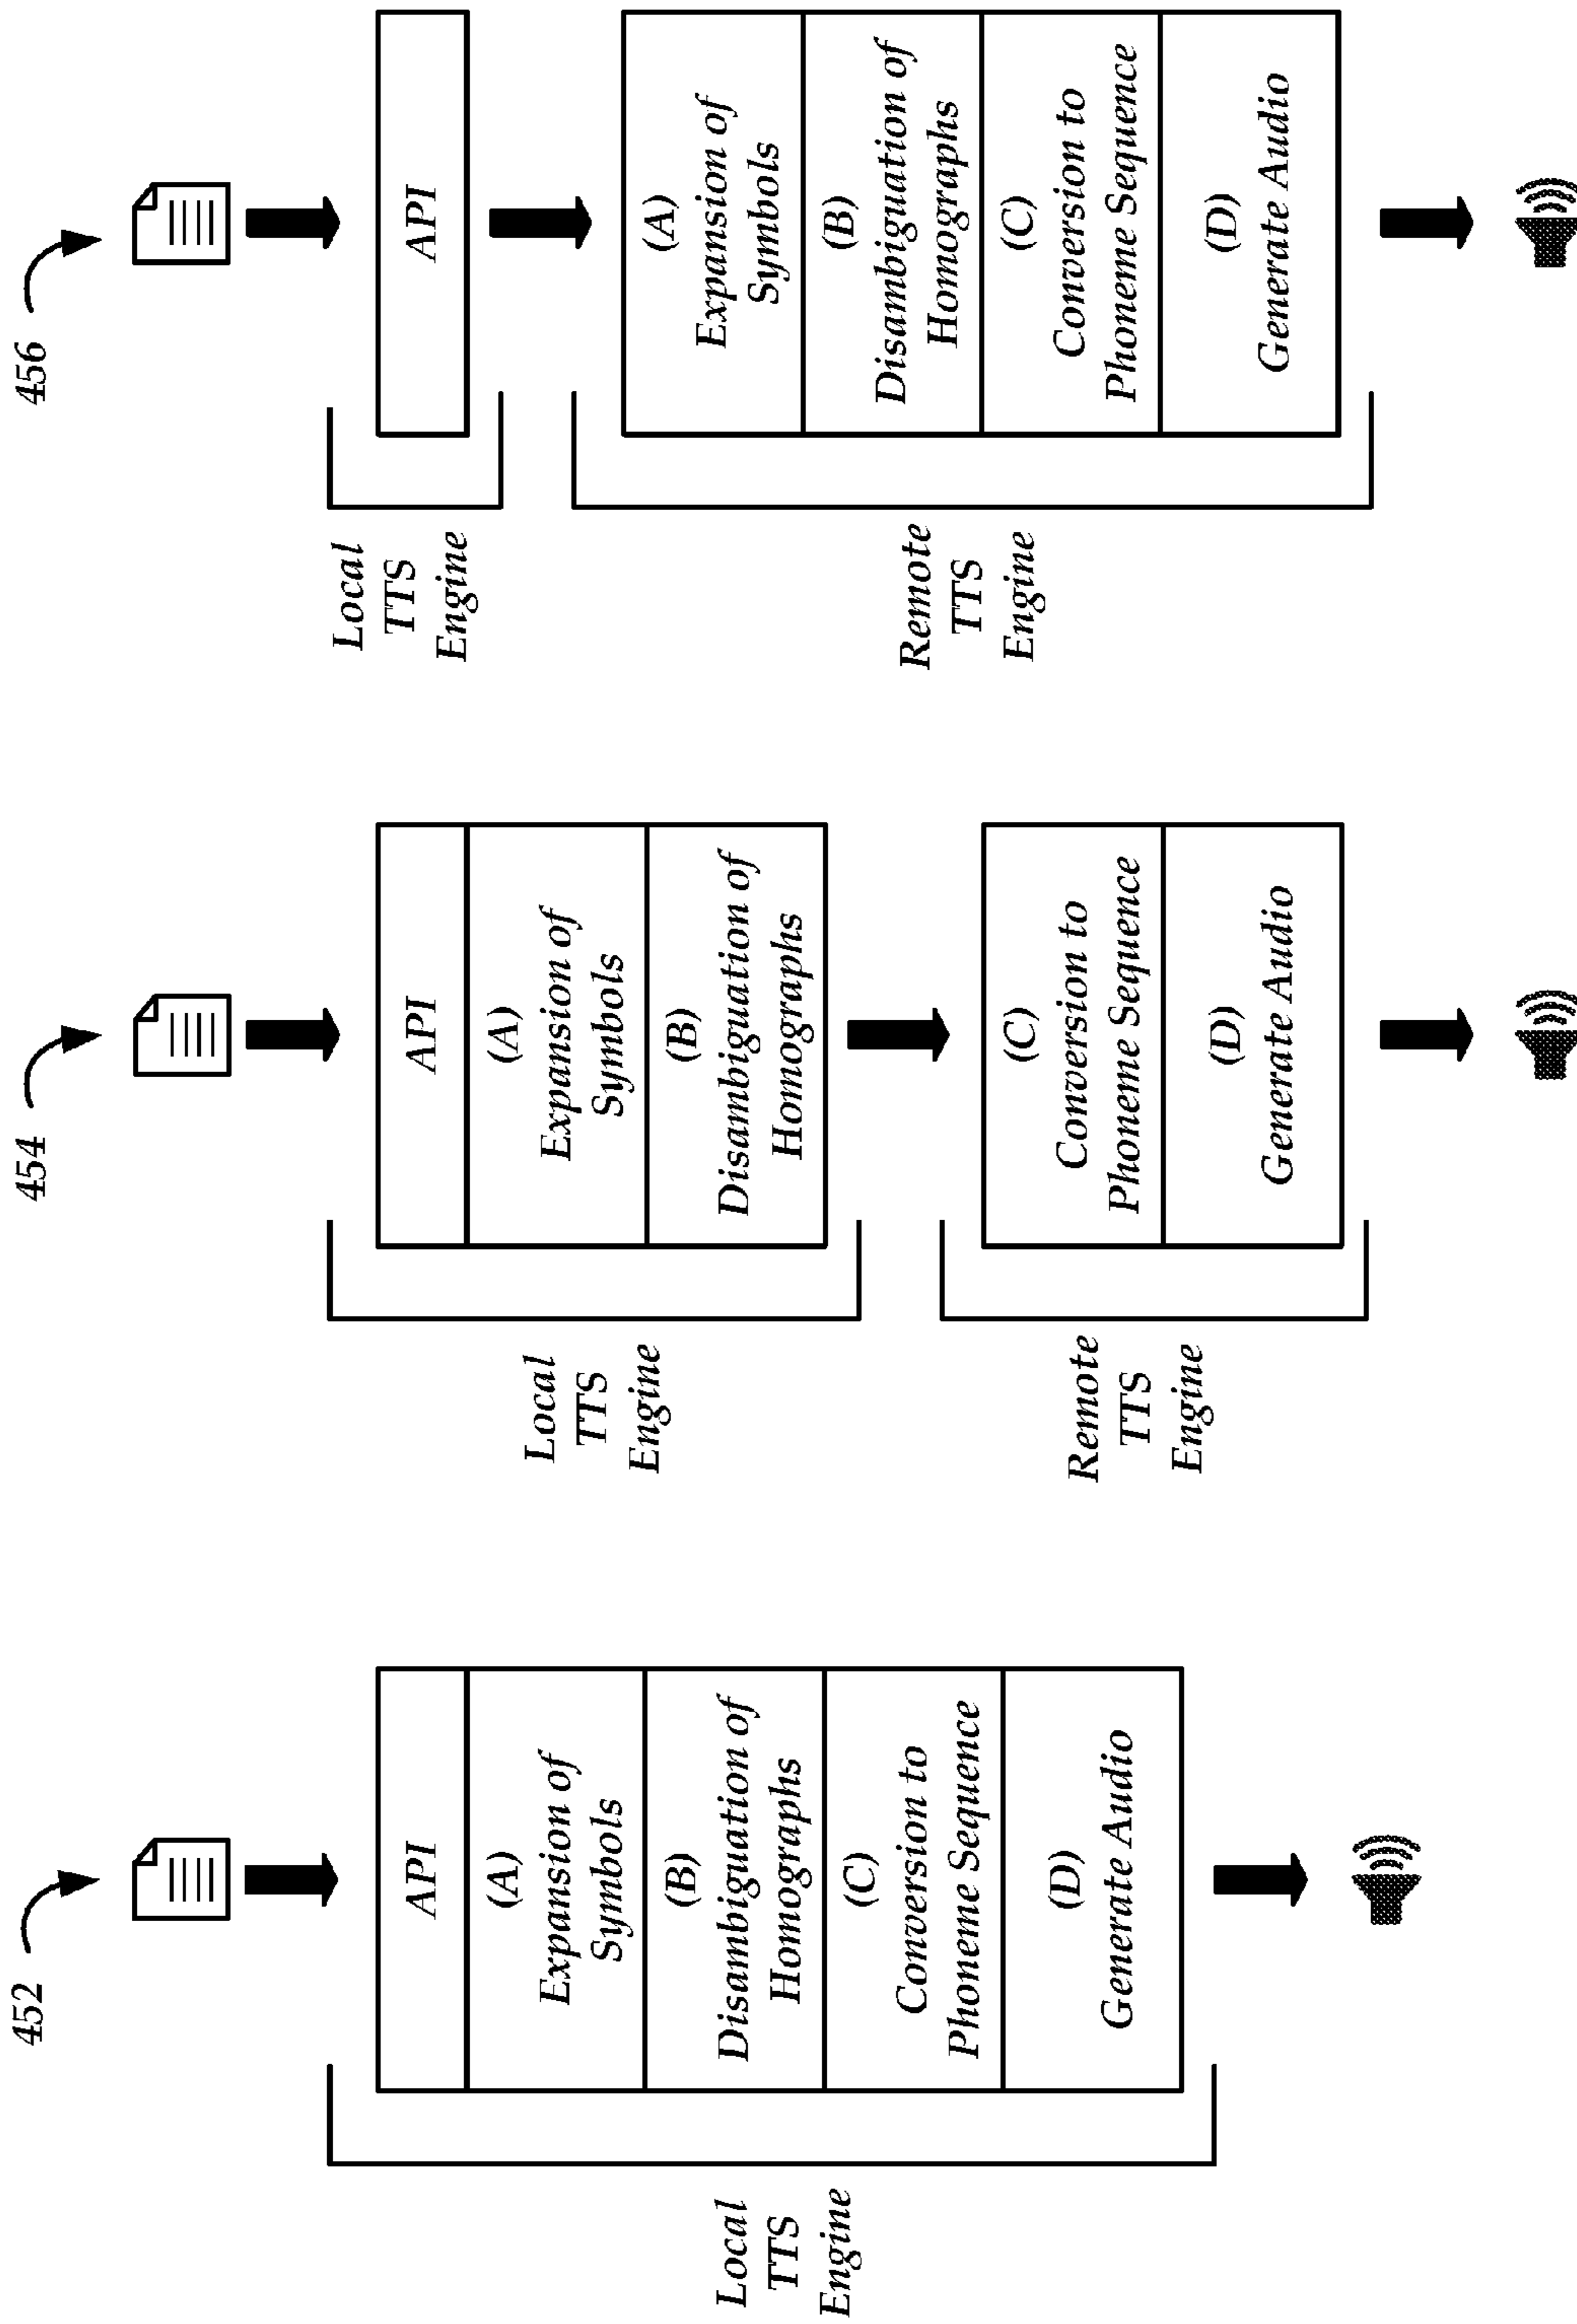 452
Local
TTS
Engine
API
(A)
Expansion of
Symbols
(B)
Disambiguation of
Homographs
(C)
Conversion to
Phoneme Sequence
(D)
Generate Audio
454
Local
TTS
Engine
API
(A)
Expansion of
Symbols
(B)
Disambiguation of
Homographs
Remote
TTS
Engine
(C)
Conversion to
Phoneme Sequence
(D)
Generate Audio
456
Local
TTS
Engine
API
Remote
TTS
Engine
(A)
Expansion of
Symbols
(B)
Disambiguation of
Homographs
(C)
Conversion to
Phoneme Sequence
(D)
Generate Audio